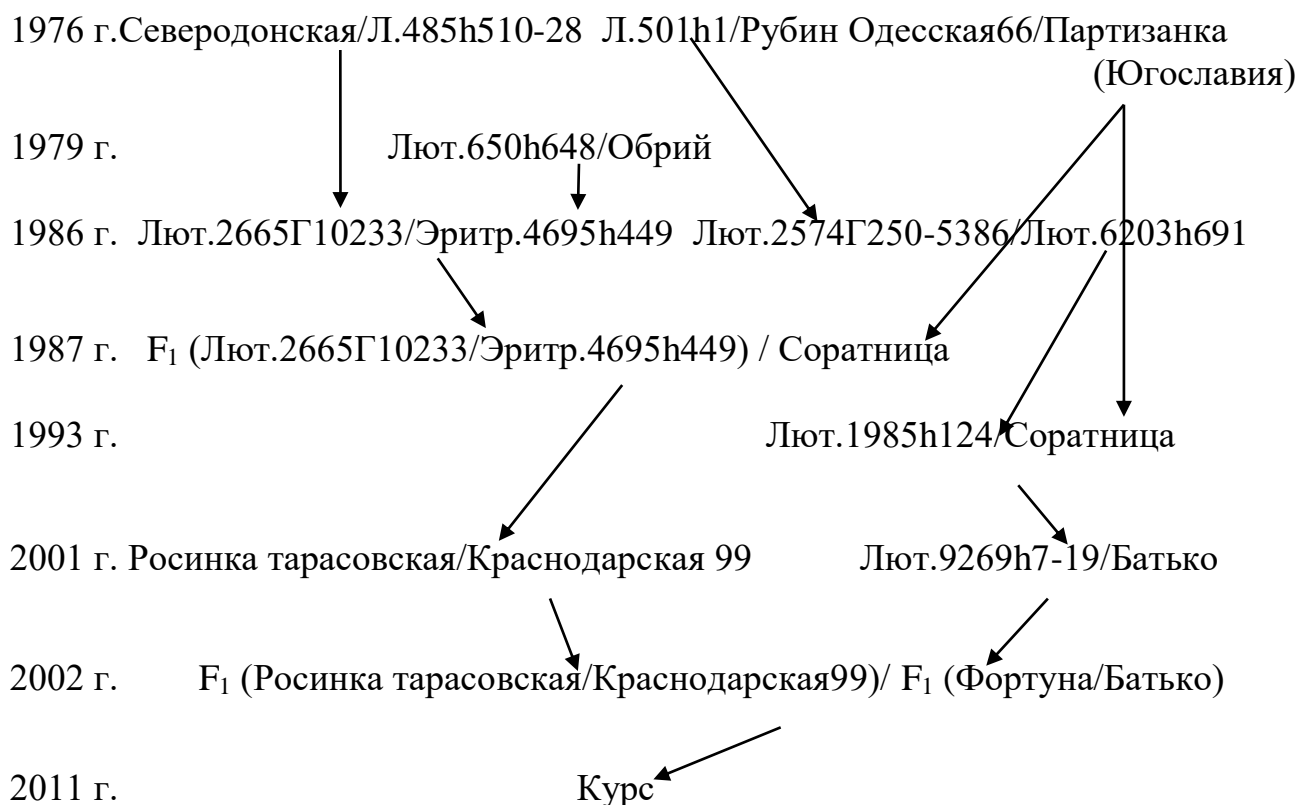 1976 г.Северодонская/Л.485h510-28 Л.501h1/Рубин Одесская66/Партизанка
(Югославия)
1979 г. Лют.650h648/Обрий
1986 г. Лют.2665Г10233/Эритр.4695h449 Лют.2574Г250-5386/Лют.6203h691
1987 г. F₁ (Лют.2665Г10233/Эритр.4695h449) / Соратница
1993 г. Лют.1985h124/Соратница
2001 г. Росинка тарасовская/Краснодарская 99 Лют.9269h7-19/Батько
2002 г. F₁ (Росинка тарасовская/Краснодарская99)/ F₁ (Фортуна/Батько)
2011 г. Курс